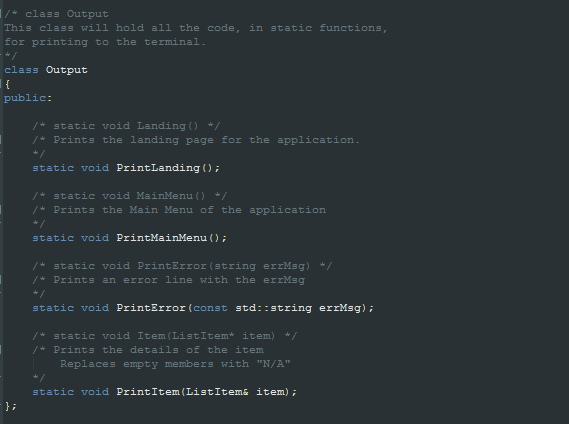 /* class Output
This class will hold all the code, in static functions,
for printing to the terminal.
*/
class Output
{
public:
/* static void Landing() */
/* Prints the landing page for the application.
*/
static void PrintLanding();
/* static void MainMenu() */
/* Prints the Main Menu of the application
*/
static void PrintMainMenu();
/* static void PrintError(string errMsg) */
/* Prints an error line with the errMsg
*/
static void PrintError(const std::string errMsg);
/* static void Item(ListItem* item) */
/* Prints the details of the item
Replaces empty members with "N/A"
*/
static void PrintItem(ListItem& item);
};